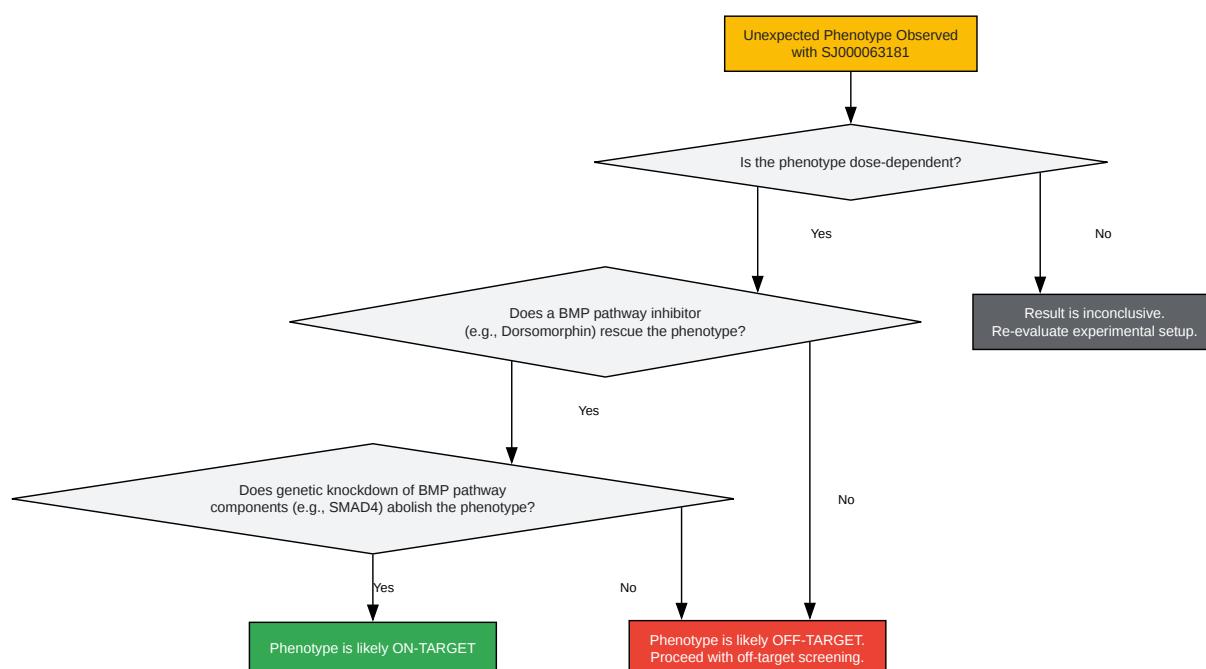 Unexpected Phenotype Observed
with SJ000063181
Is the phenotype dose-dependent?
Yes
No
Does a BMP pathway inhibitor
(e.g., Dorsomorphin) rescue the phenotype?
Result is inconclusive.
Re-evaluate experimental setup.
Yes
No
Does genetic knockdown of BMP pathway
components (e.g., SMAD4) abolish the phenotype?
Yes
No
Phenotype is likely ON-TARGET
Phenotype is likely OFF-TARGET.
Proceed with off-target screening.